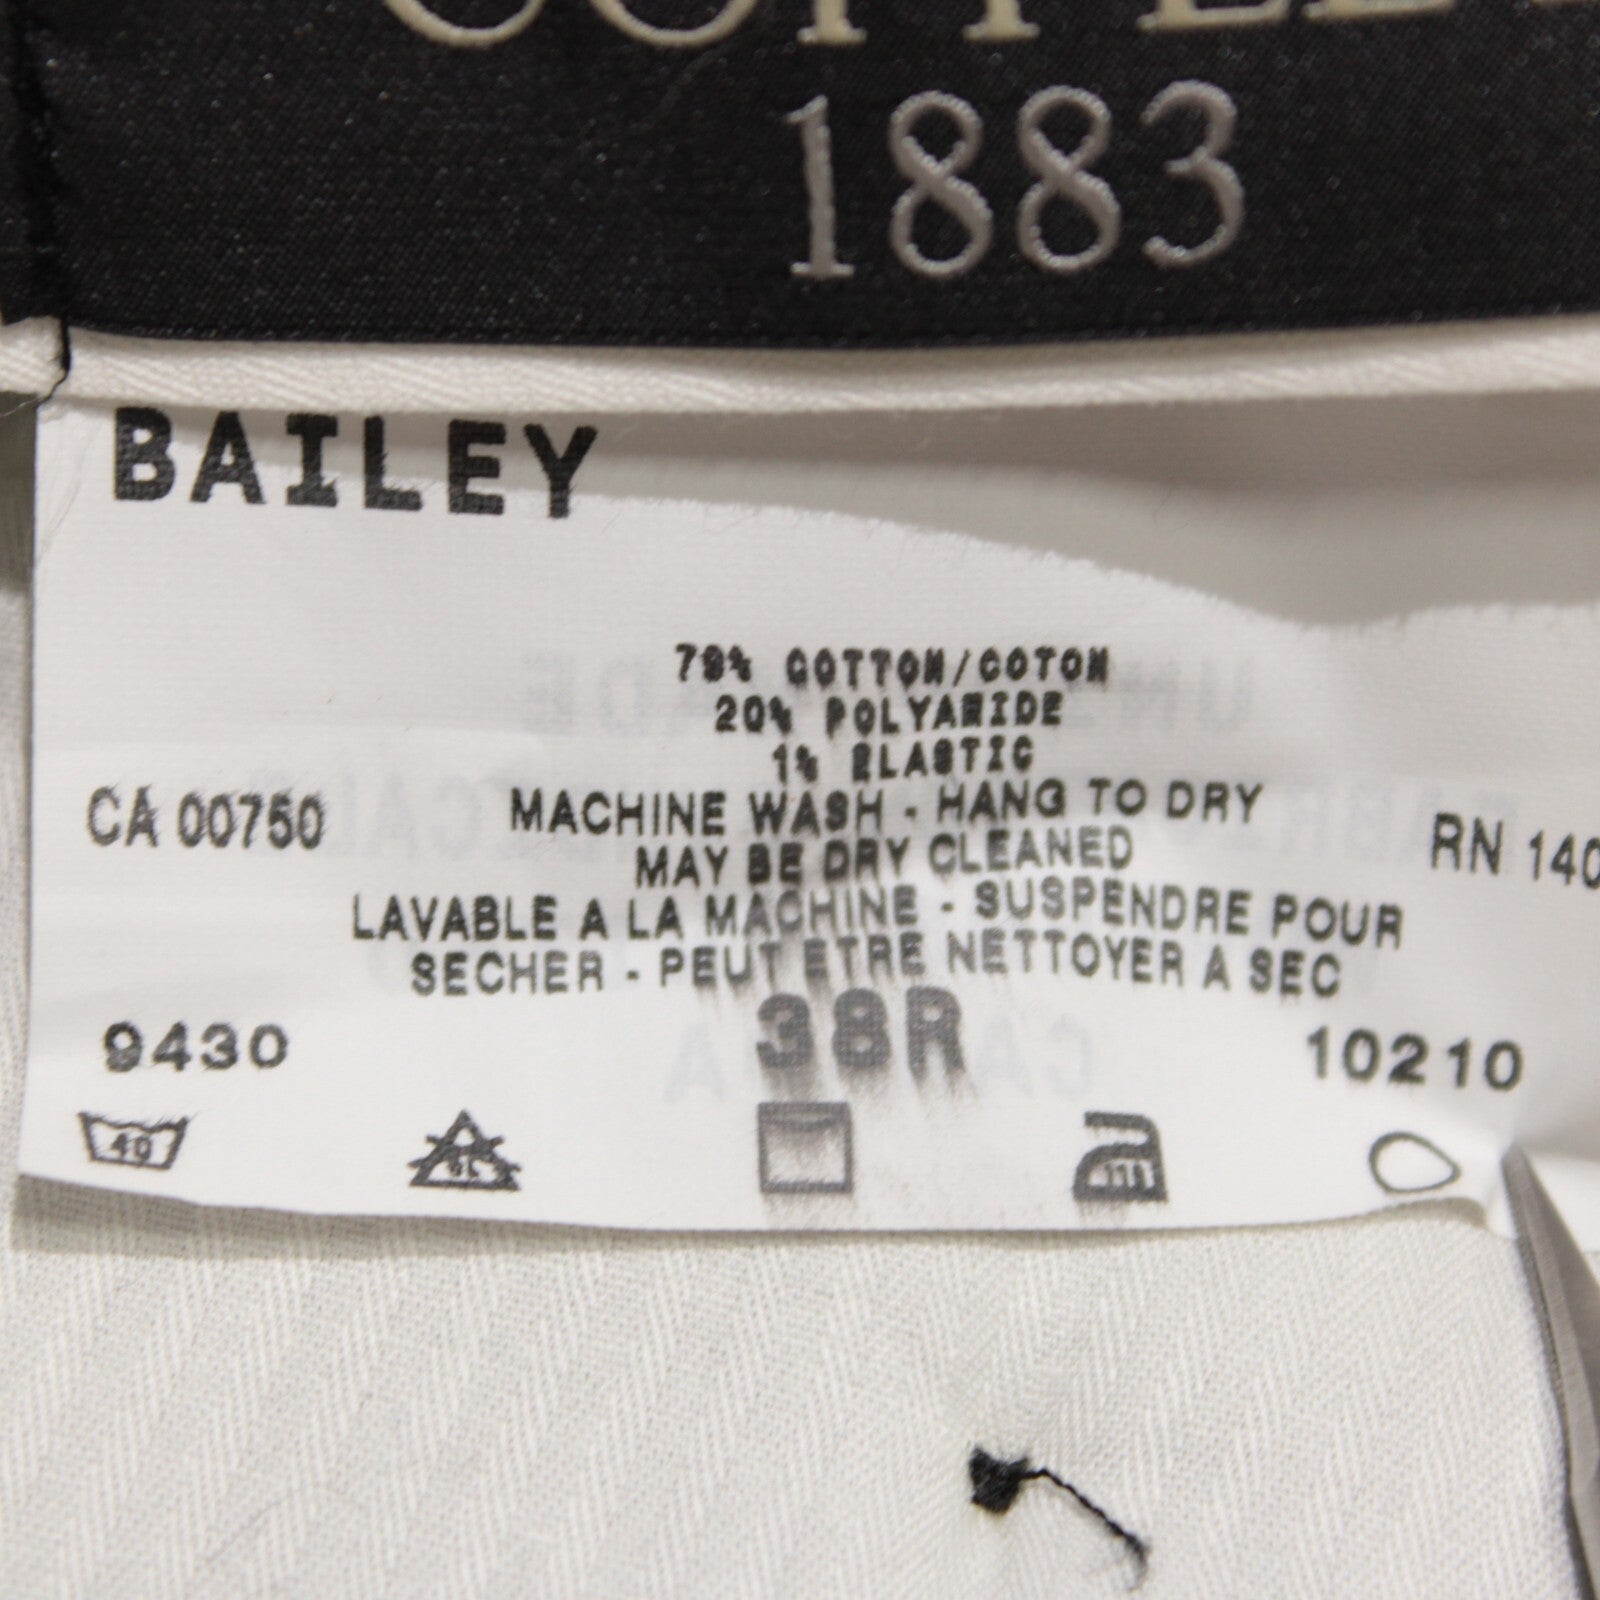 1883
BAILEY
79% COTTON/COTON
20% POLYAMIDE
1% ELASTIC
CA 00750
MACHINE WASH - HANG TO DRY
MAY BE DRY CLEANED
RN 140
LAVABLE A LA MACHINE - SUSPENDRE POUR
SECHER - PEUT ETRE NETTOYER A SEC
9430
38R
10210
40